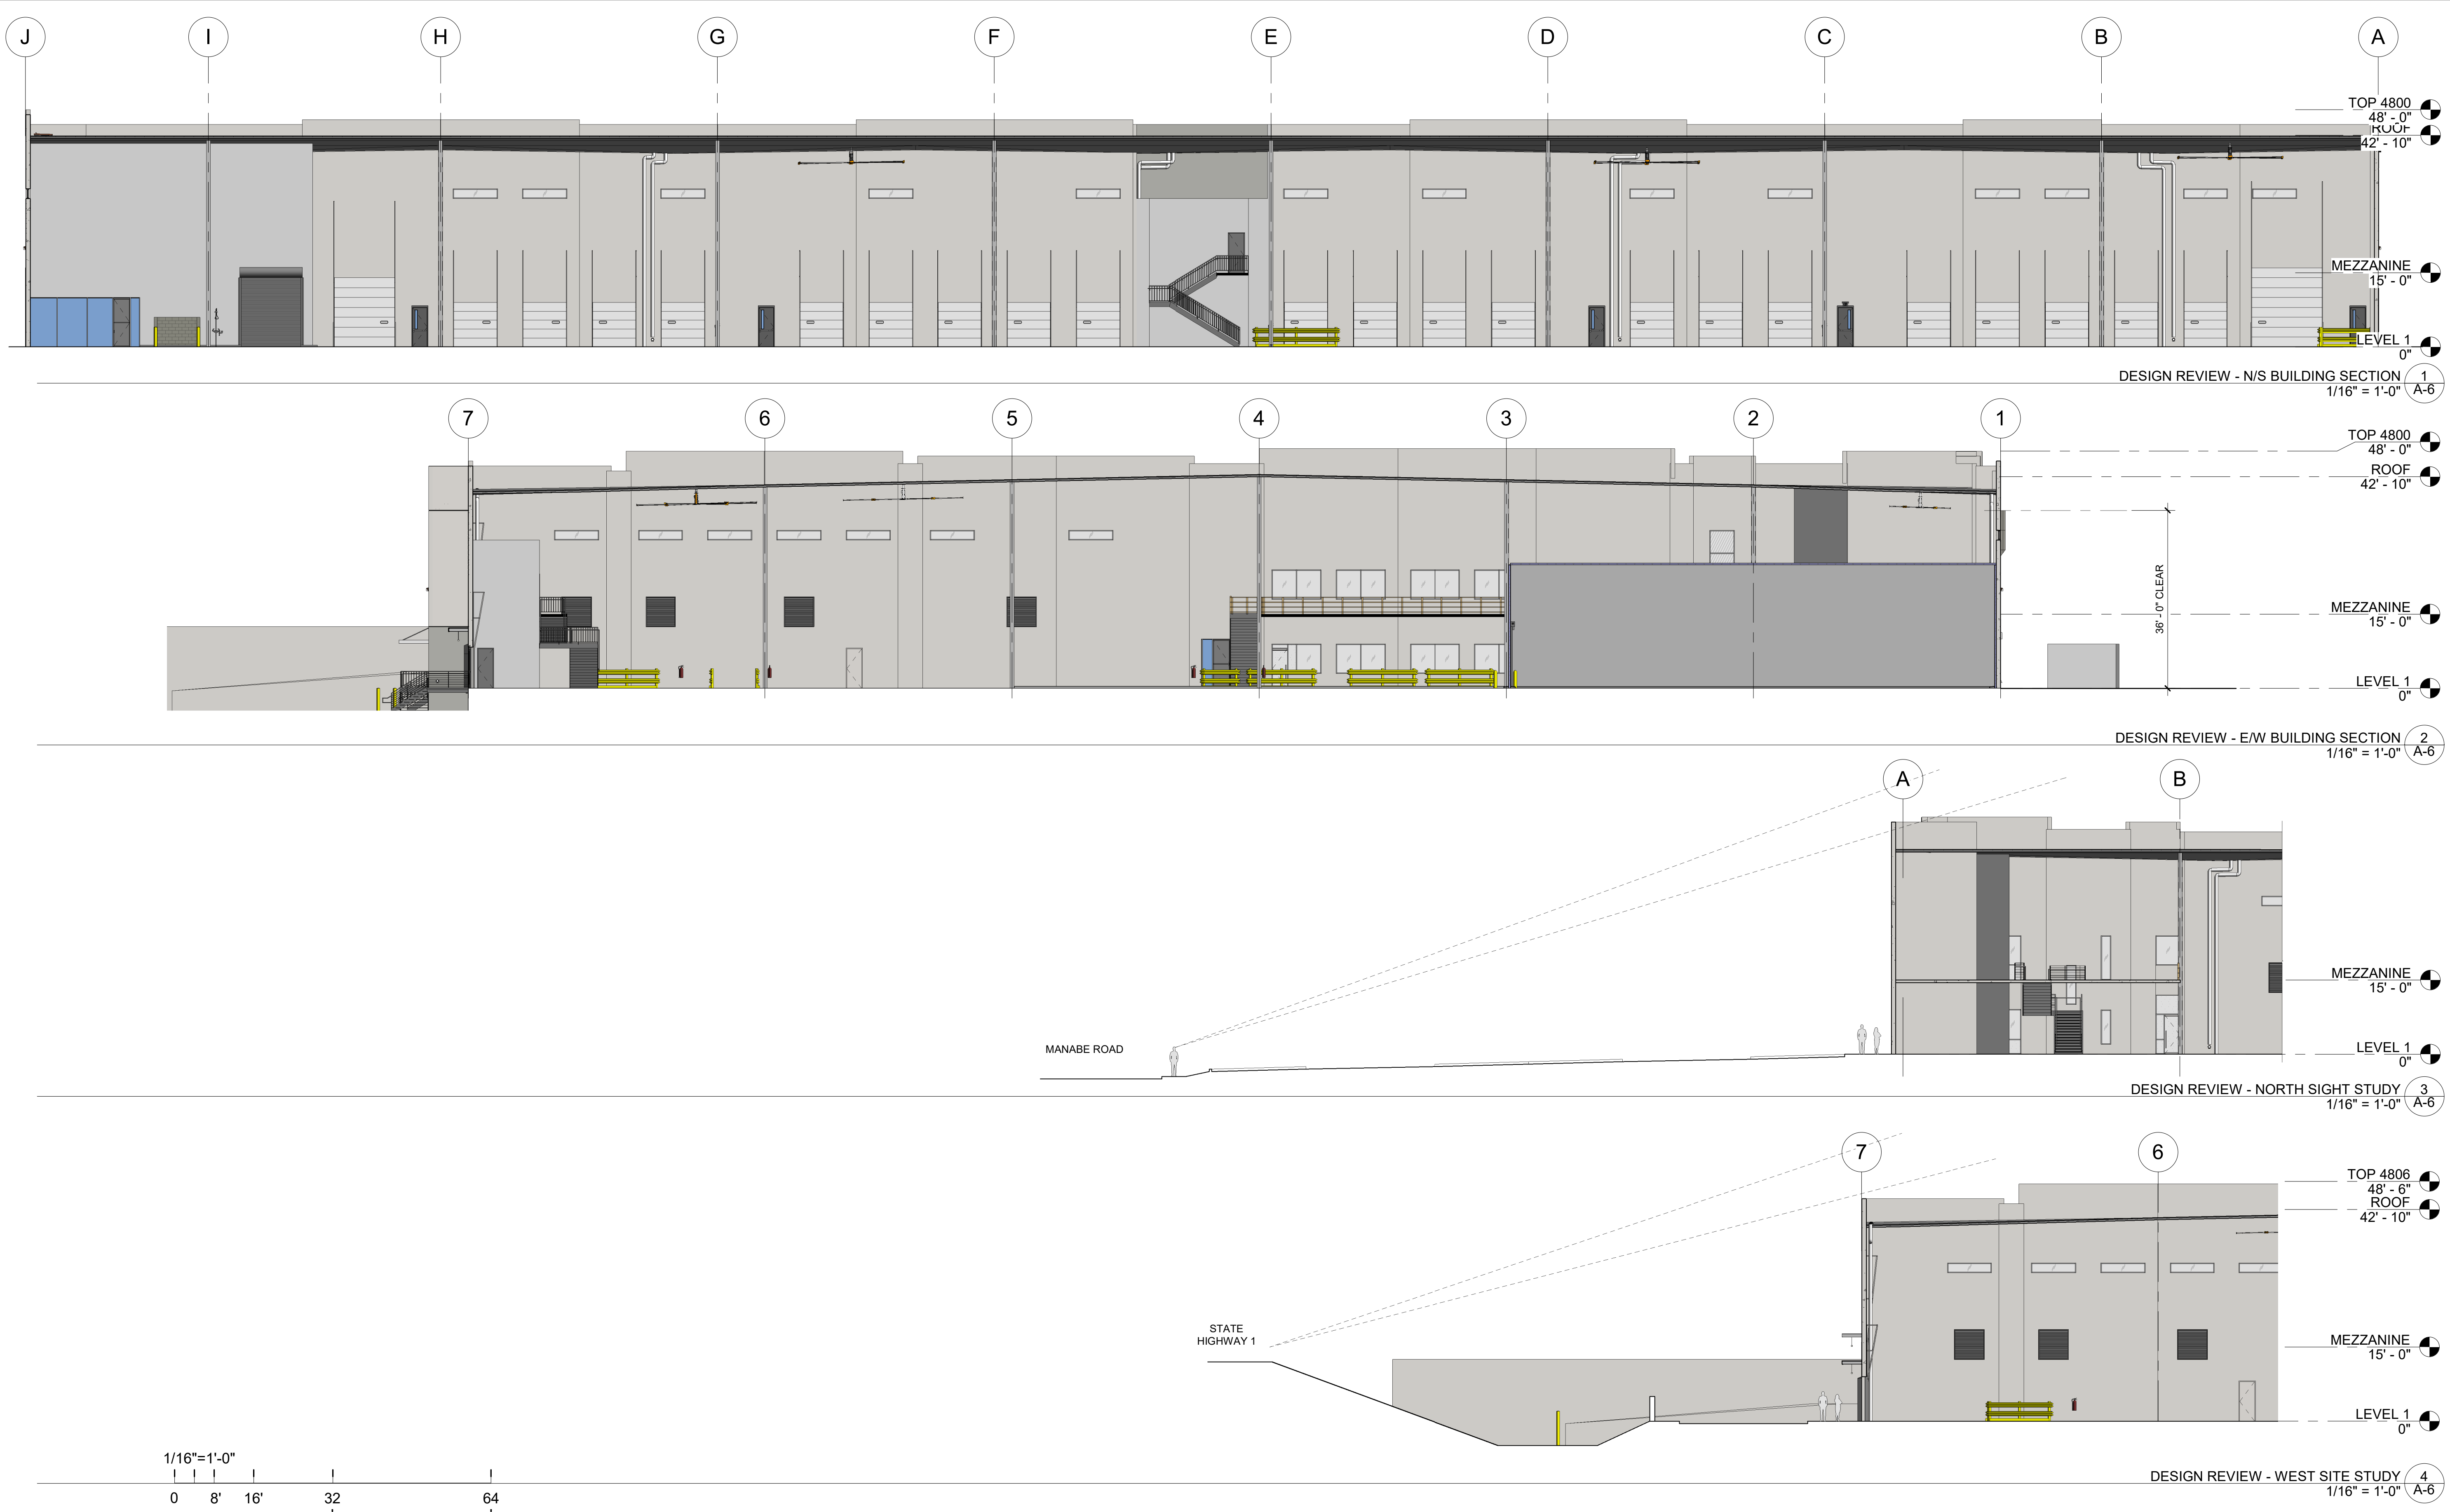 J I H G F E D C B A
TOP 4800
48' - 0"
ROOF
42' - 10"
MEZZANINE
15' - 0"
LEVEL 1
0"
DESIGN REVIEW - N/S BUILDING SECTION 1
1/16" = 1'-0" A-6
7 6 5 4 3 2 1
TOP 4800
48' - 0"
ROOF
42' - 10"
36' - 0" CLEAR
MEZZANINE
15' - 0"
LEVEL 1
0"
DESIGN REVIEW - E/W BUILDING SECTION 2
1/16" = 1'-0" A-6
A B
MEZZANINE
15' - 0"
MANABE ROAD
LEVEL 1
0"
DESIGN REVIEW - NORTH SIGHT STUDY 3
1/16" = 1'-0" A-6
7 6
TOP 4806
48' - 6"
ROOF
42' - 10"
STATE
HIGHWAY 1
MEZZANINE
15' - 0"
LEVEL 1
0"
DESIGN REVIEW - WEST SITE STUDY 4
1/16" = 1'-0" A-6
1/16"=1'-0"
0 8' 16' 32 64